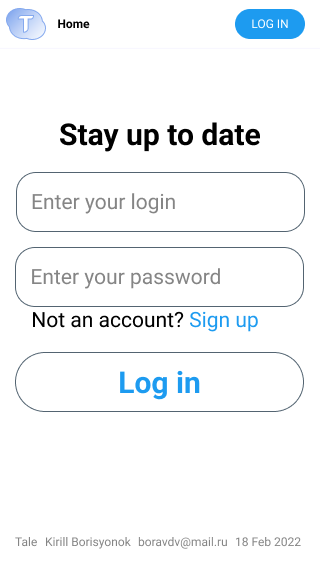 T Home LOG IN
Stay up to date
Enter your login
Enter your password
Not an account? Sign up
Log in
Tale Kirill Borisyonok boravdv@mail.ru 18 Feb 2022